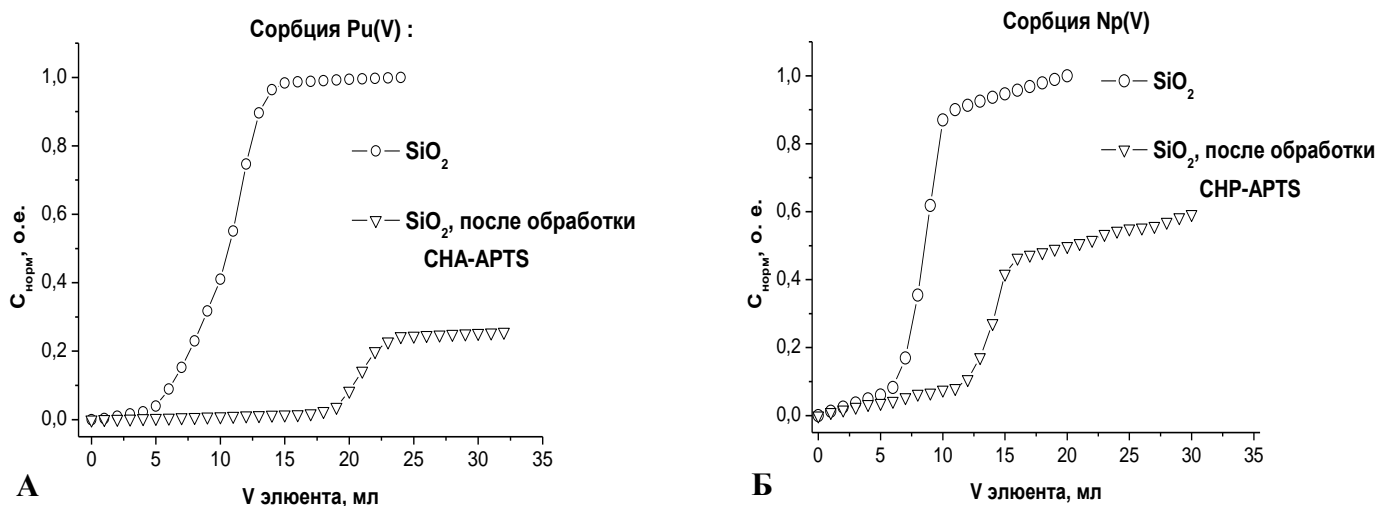 Сорбция Pu(V) :
1,0
0,8
0,6
0,4
0,2
0,0
Cнорм, о.е.
SiO2
SiO2, после обработки
CHA-APTS
0 5 10 15 20 25 30 35
V элюента, мл
А
Сорбция Np(V)
1,0
0,8
0,6
0,4
0,2
0,0
Cнорм, о. е.
SiO2
SiO2, после обработки
CHP-APTS
0 5 10 15 20 25 30 35
V элюента, мл
Б